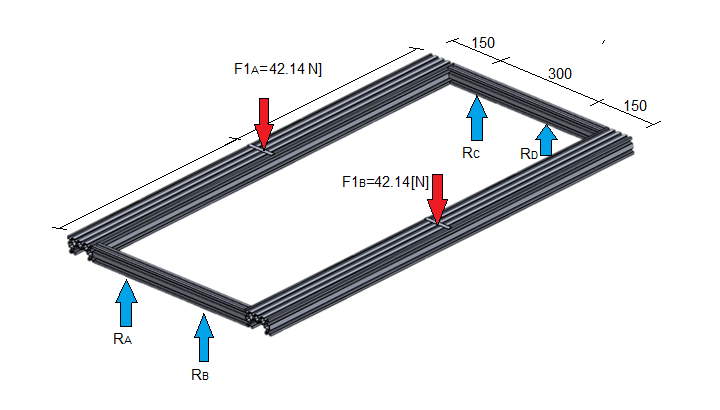 150
F1A=42.14 N]
300
150
RC
RD
F1B=42.14[N]
RA
RB